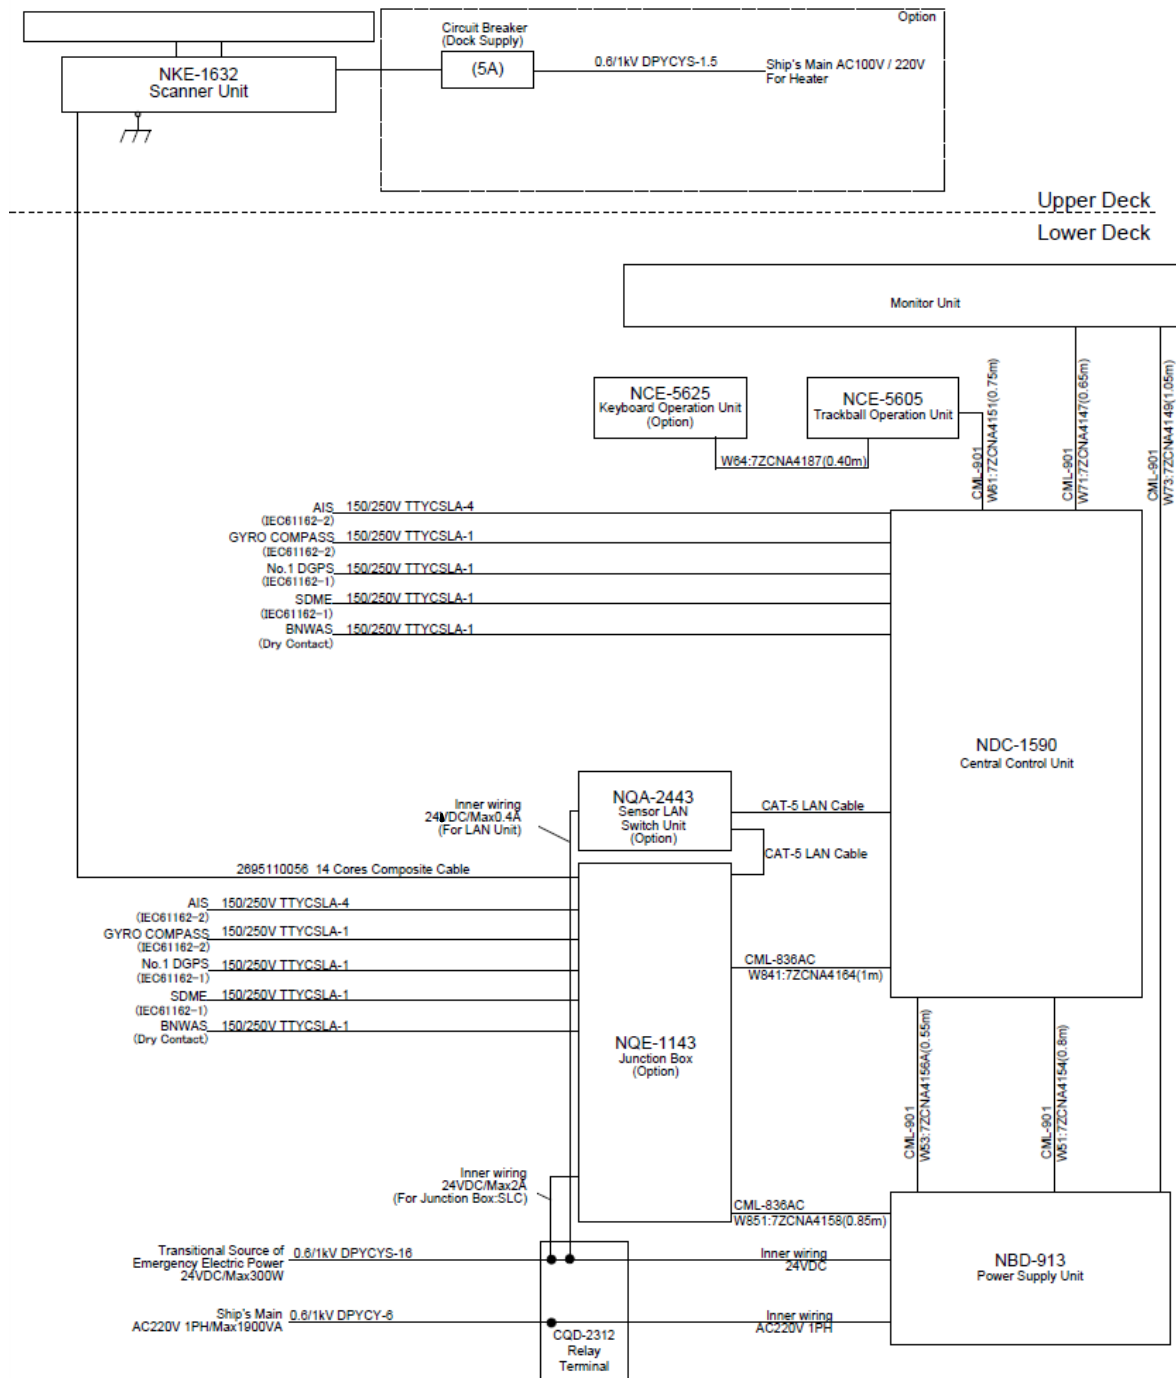 Option
Circuit Breaker
(Dock Supply)
(5A)
0.6/1kV DPYCYS-1.5
Ship's Main AC100V / 220V
For Heater
NKE-1632
Scanner Unit
Upper Deck
Lower Deck
Monitor Unit
NCE-5625
Keyboard Operation Unit
(Option)
NCE-5605
Trackball Operation Unit
W64:7ZCNA4187(0.40m)
CML-901
W61:7ZCNA4151(0.75m)
CML-901
W71:7ZCNA4147(0.65m)
CML-901
W73:7ZCNA4149(1.05m)
AIS 150/250V TTYCSLA-4
(IEC61162-2)
GYRO COMPASS 150/250V TTYCSLA-1
(IEC61162-2)
No.1 DGPS 150/250V TTYCSLA-1
(IEC61162-1)
SDME 150/250V TTYCSLA-1
(IEC61162-1)
BNWAS 150/250V TTYCSLA-1
(Dry Contact)
NDC-1590
Central Control Unit
NQA-2443
Sensor LAN
Switch Unit
(Option)
CAT-5 LAN Cable
CAT-5 LAN Cable
Inner wiring
24VDC/Max0.4A
(For LAN Unit)
2695110056 14 Cores Composite Cable
AIS 150/250V TTYCSLA-4
(IEC61162-2)
GYRO COMPASS 150/250V TTYCSLA-1
(IEC61162-2)
No.1 DGPS 150/250V TTYCSLA-1
(IEC61162-1)
SDME 150/250V TTYCSLA-1
(IEC61162-1)
BNWAS 150/250V TTYCSLA-1
(Dry Contact)
CML-836AC
W841:7ZCNA4164(1m)
NQE-1143
Junction Box
(Option)
CML-901
W53:7ZCNA4156A(0.55m)
CML-901
W51:7ZCNA4154(0.8m)
Inner wiring
24VDC/Max2A
(For Junction Box:SLC)
CML-836AC
W851:7ZCNA4158(0.85m)
Transitional Source of
Emergency Electric Power
24VDC/Max300W
0.6/1kV DPYCYS-16
Inner wiring
24VDC
NBD-913
Power Supply Unit
Ship's Main
AC220V 1PH/Max1900VA
0.6/1kV DPYCY-6
Inner wiring
AC220V 1PH
CQD-2312
Relay
Terminal